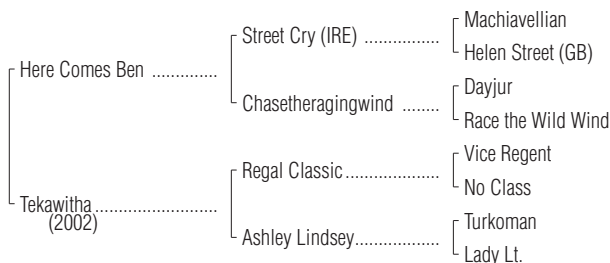 Machiavellian
Street Cry (IRE) ................
Helen Street (GB)
Here Comes Ben ..............
Dayjur
Chasetheragingwind ........
Race the Wild Wind
Vice Regent
Regal Classic ....................
No Class
Tekawitha ..........................
(2002)
Turkoman
Ashley Lindsey..................
Lady Lt.